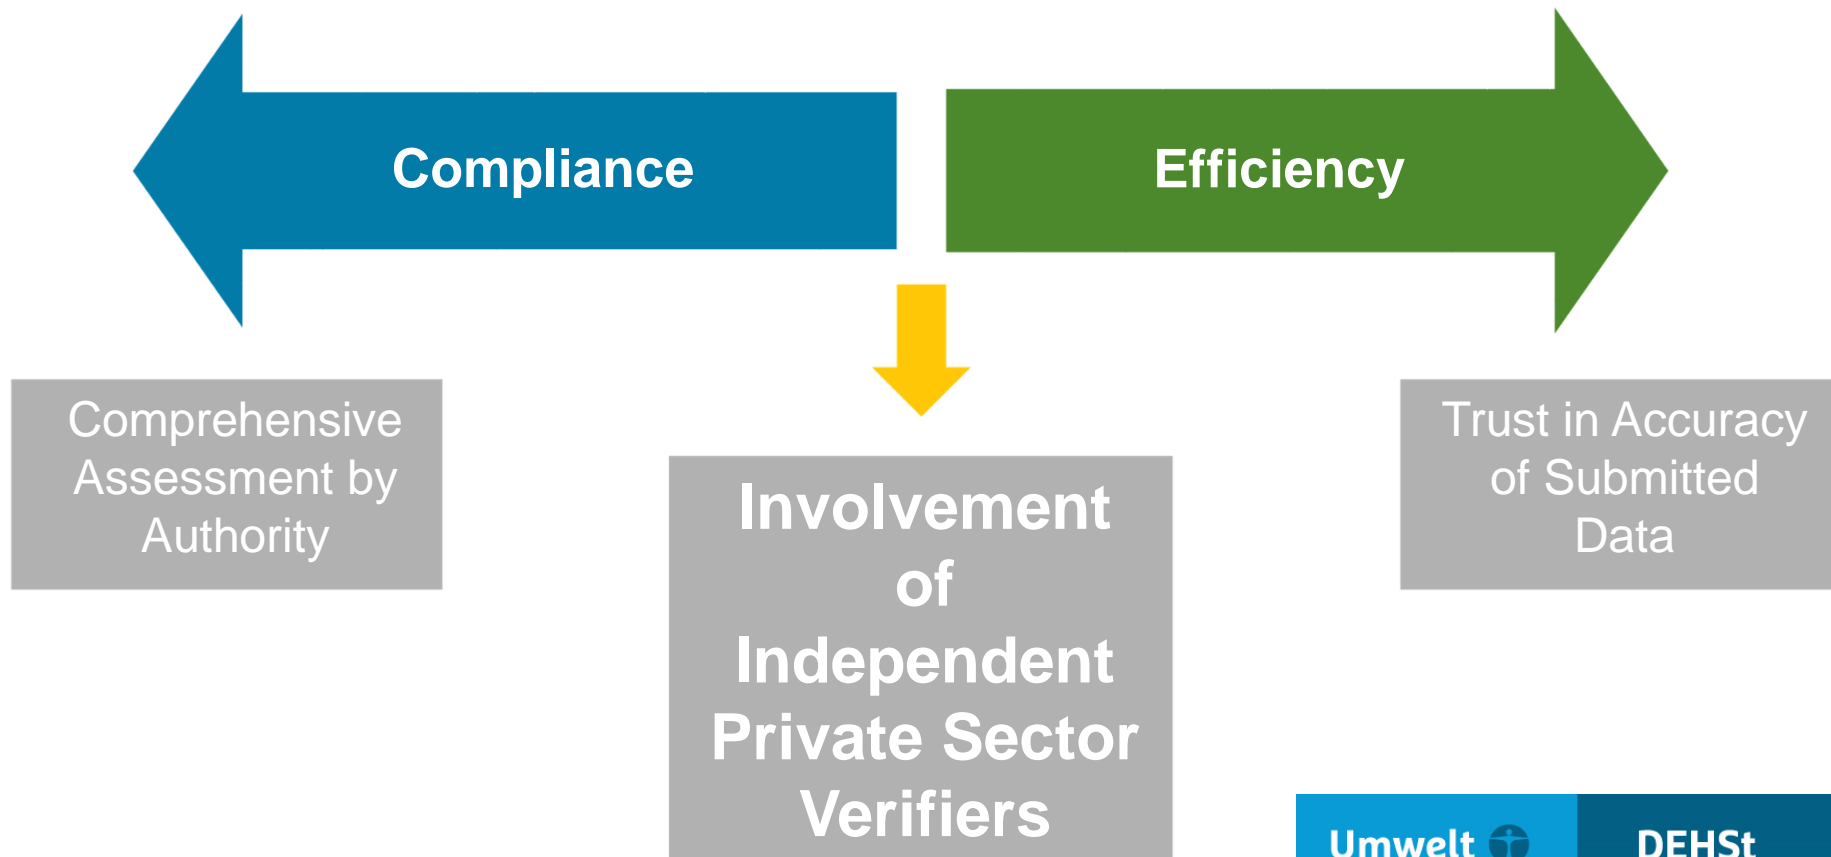 Compliance
Efficiency
Comprehensive
Assessment by
Authority
Involvement
of
Independent
Private Sector
Verifiers
Trust in Accuracy
of Submitted
Data
Umwelt
DEHSt